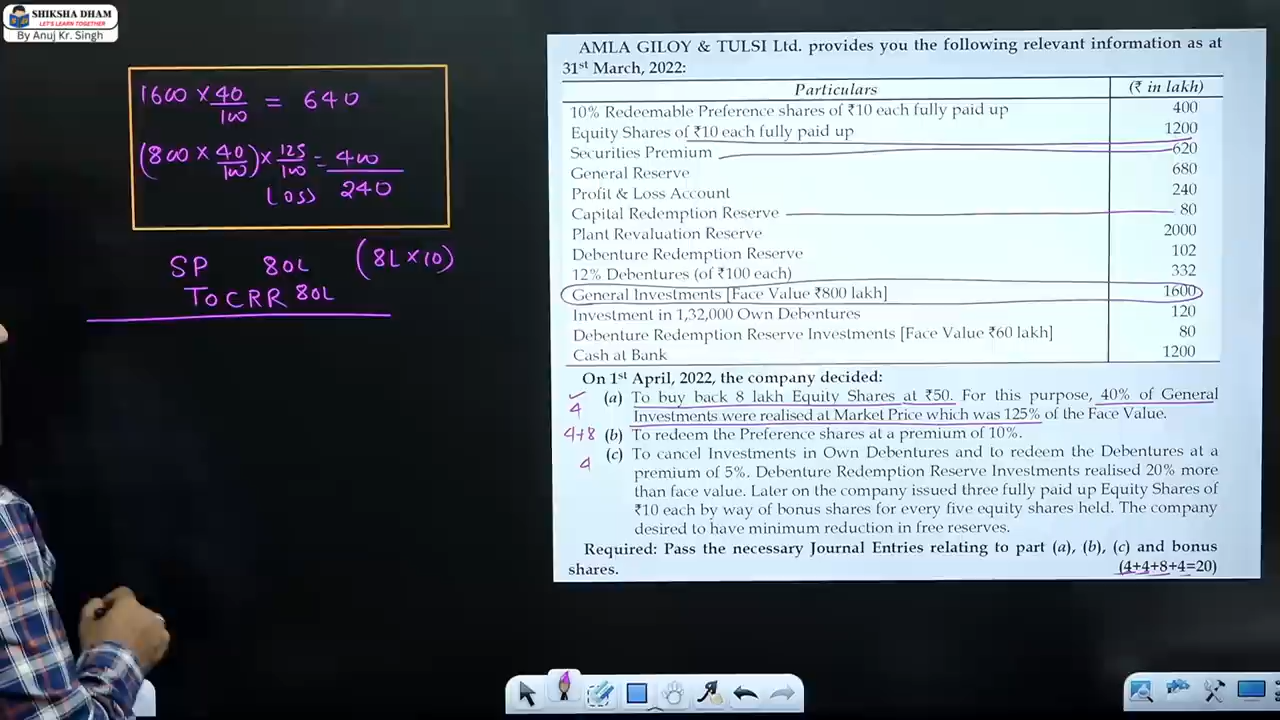 SHIKSHA DHAM
LET'S LEARN TOGETHER
By Anuj Kr. Singh
1600 × 40/100 = 640
(800 × 40/100) × 125/100 = 400
Loss 240
SP 80L (8L×10)
To CRR 80L
AMLA GILOY & TULSI Ltd. provides you the following relevant information as at
31st March, 2022:
Particulars (₹ in lakh)
10% Redeemable Preference shares of ₹10 each fully paid up 400
Equity Shares of ₹10 each fully paid up 1200
Securities Premium 620
General Reserve 680
Profit & Loss Account 240
Capital Redemption Reserve 80
Plant Revaluation Reserve 2000
Debenture Redemption Reserve 102
12% Debentures (of ₹100 each) 332
General Investments [Face Value ₹800 lakh] 1600
Investment in 1,32,000 Own Debentures 120
Debenture Redemption Reserve Investments [Face Value ₹60 lakh] 80
Cash at Bank 1200
On 1st April, 2022, the company decided:
(a) To buy back 8 lakh Equity Shares at ₹50. For this purpose, 40% of General
4 Investments were realised at Market Price which was 125% of the Face Value.
4+8 (b) To redeem the Preference shares at a premium of 10%.
4 (c) To cancel Investments in Own Debentures and to redeem the Debentures at a
premium of 5%. Debenture Redemption Reserve Investments realised 20% more
than face value. Later on the company issued three fully paid up Equity Shares of
₹10 each by way of bonus shares for every five equity shares held. The company
desired to have minimum reduction in free reserves.
Required: Pass the necessary Journal Entries relating to part (a), (b), (c) and bonus
shares. (4+4+8+4=20)